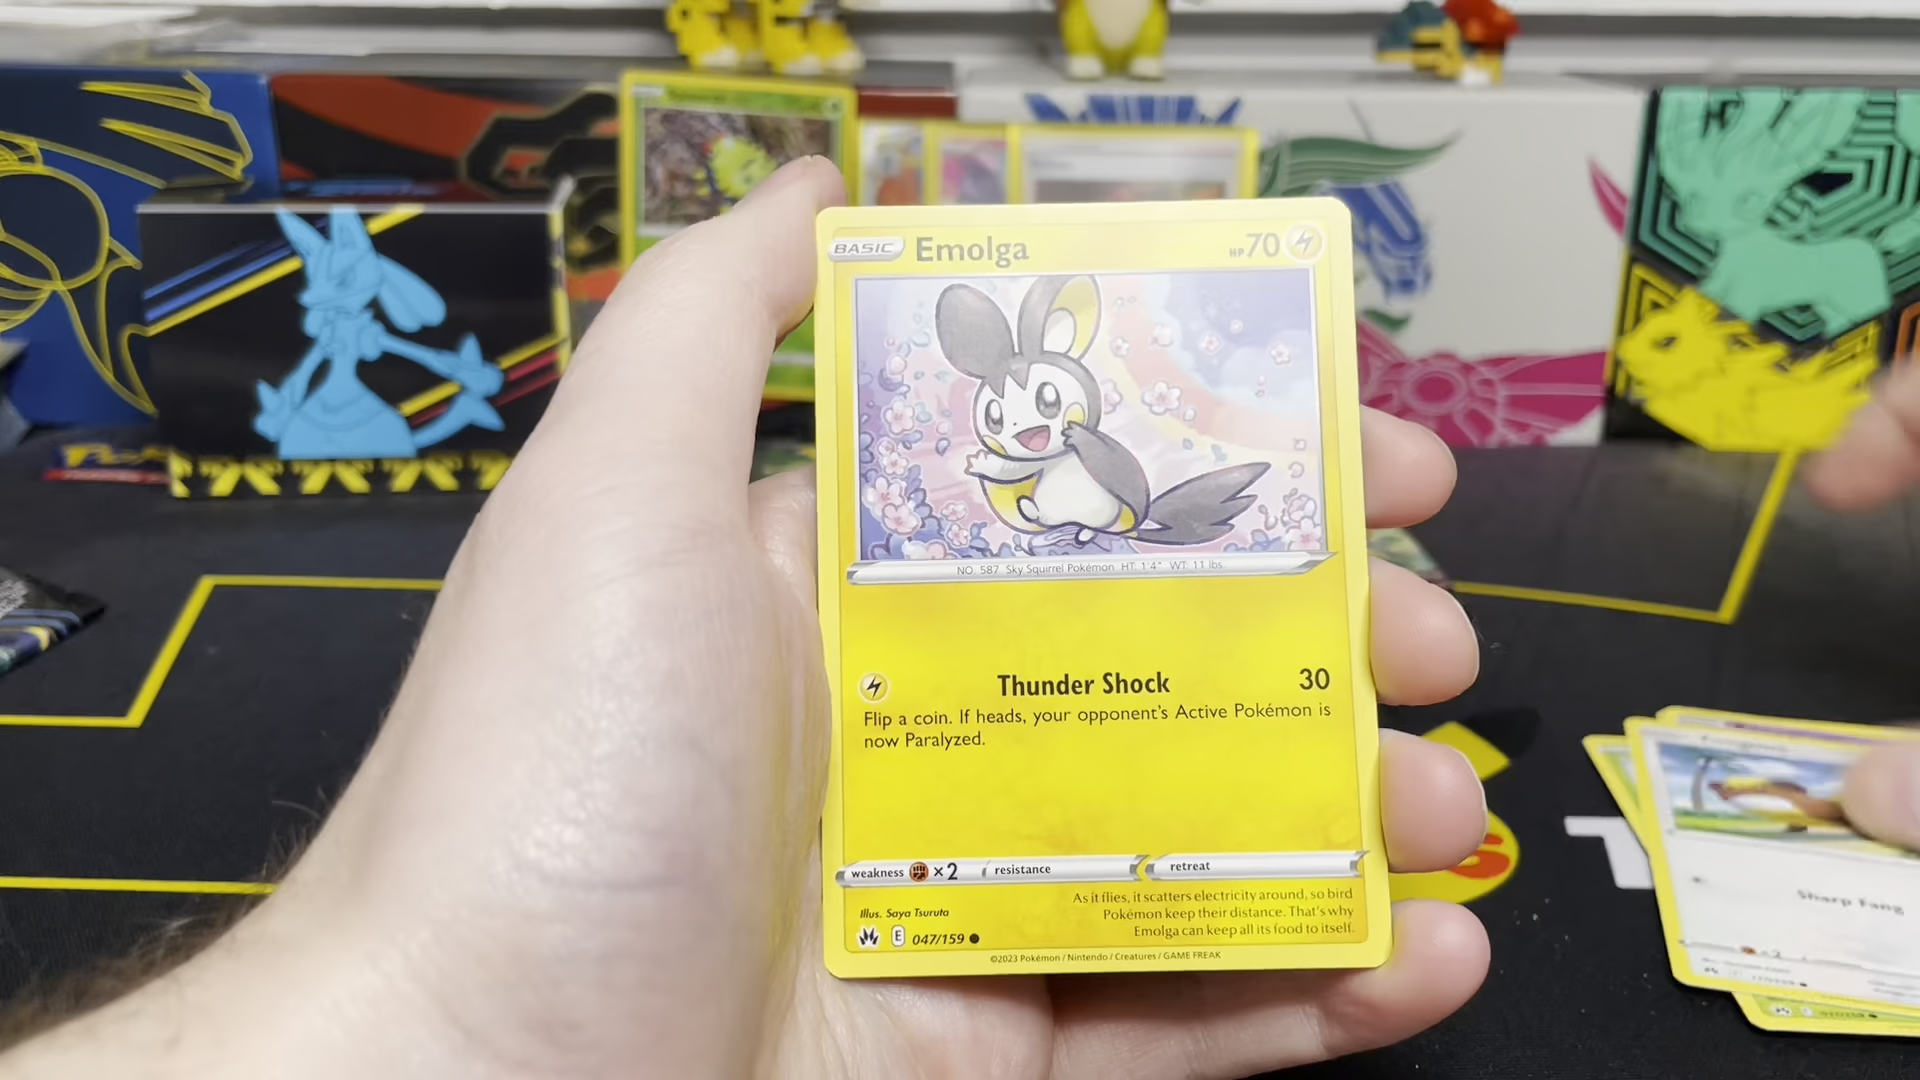 BASIC Emolga HP 70
NO. 587 Sky Squirrel Pokémon HT: 1'4" WT: 11 lbs.
Thunder Shock 30
Flip a coin. If heads, your opponent's Active Pokémon is
now Paralyzed.
weakness ×2 resistance retreat
As it flies, it scatters electricity around, so bird
Pokémon keep their distance. That's why
Emolga can keep all its food to itself.
Illus. Saya Tsuruta
E 047/159
©2023 Pokémon / Nintendo / Creatures / GAME FREAK
Sharp Fang